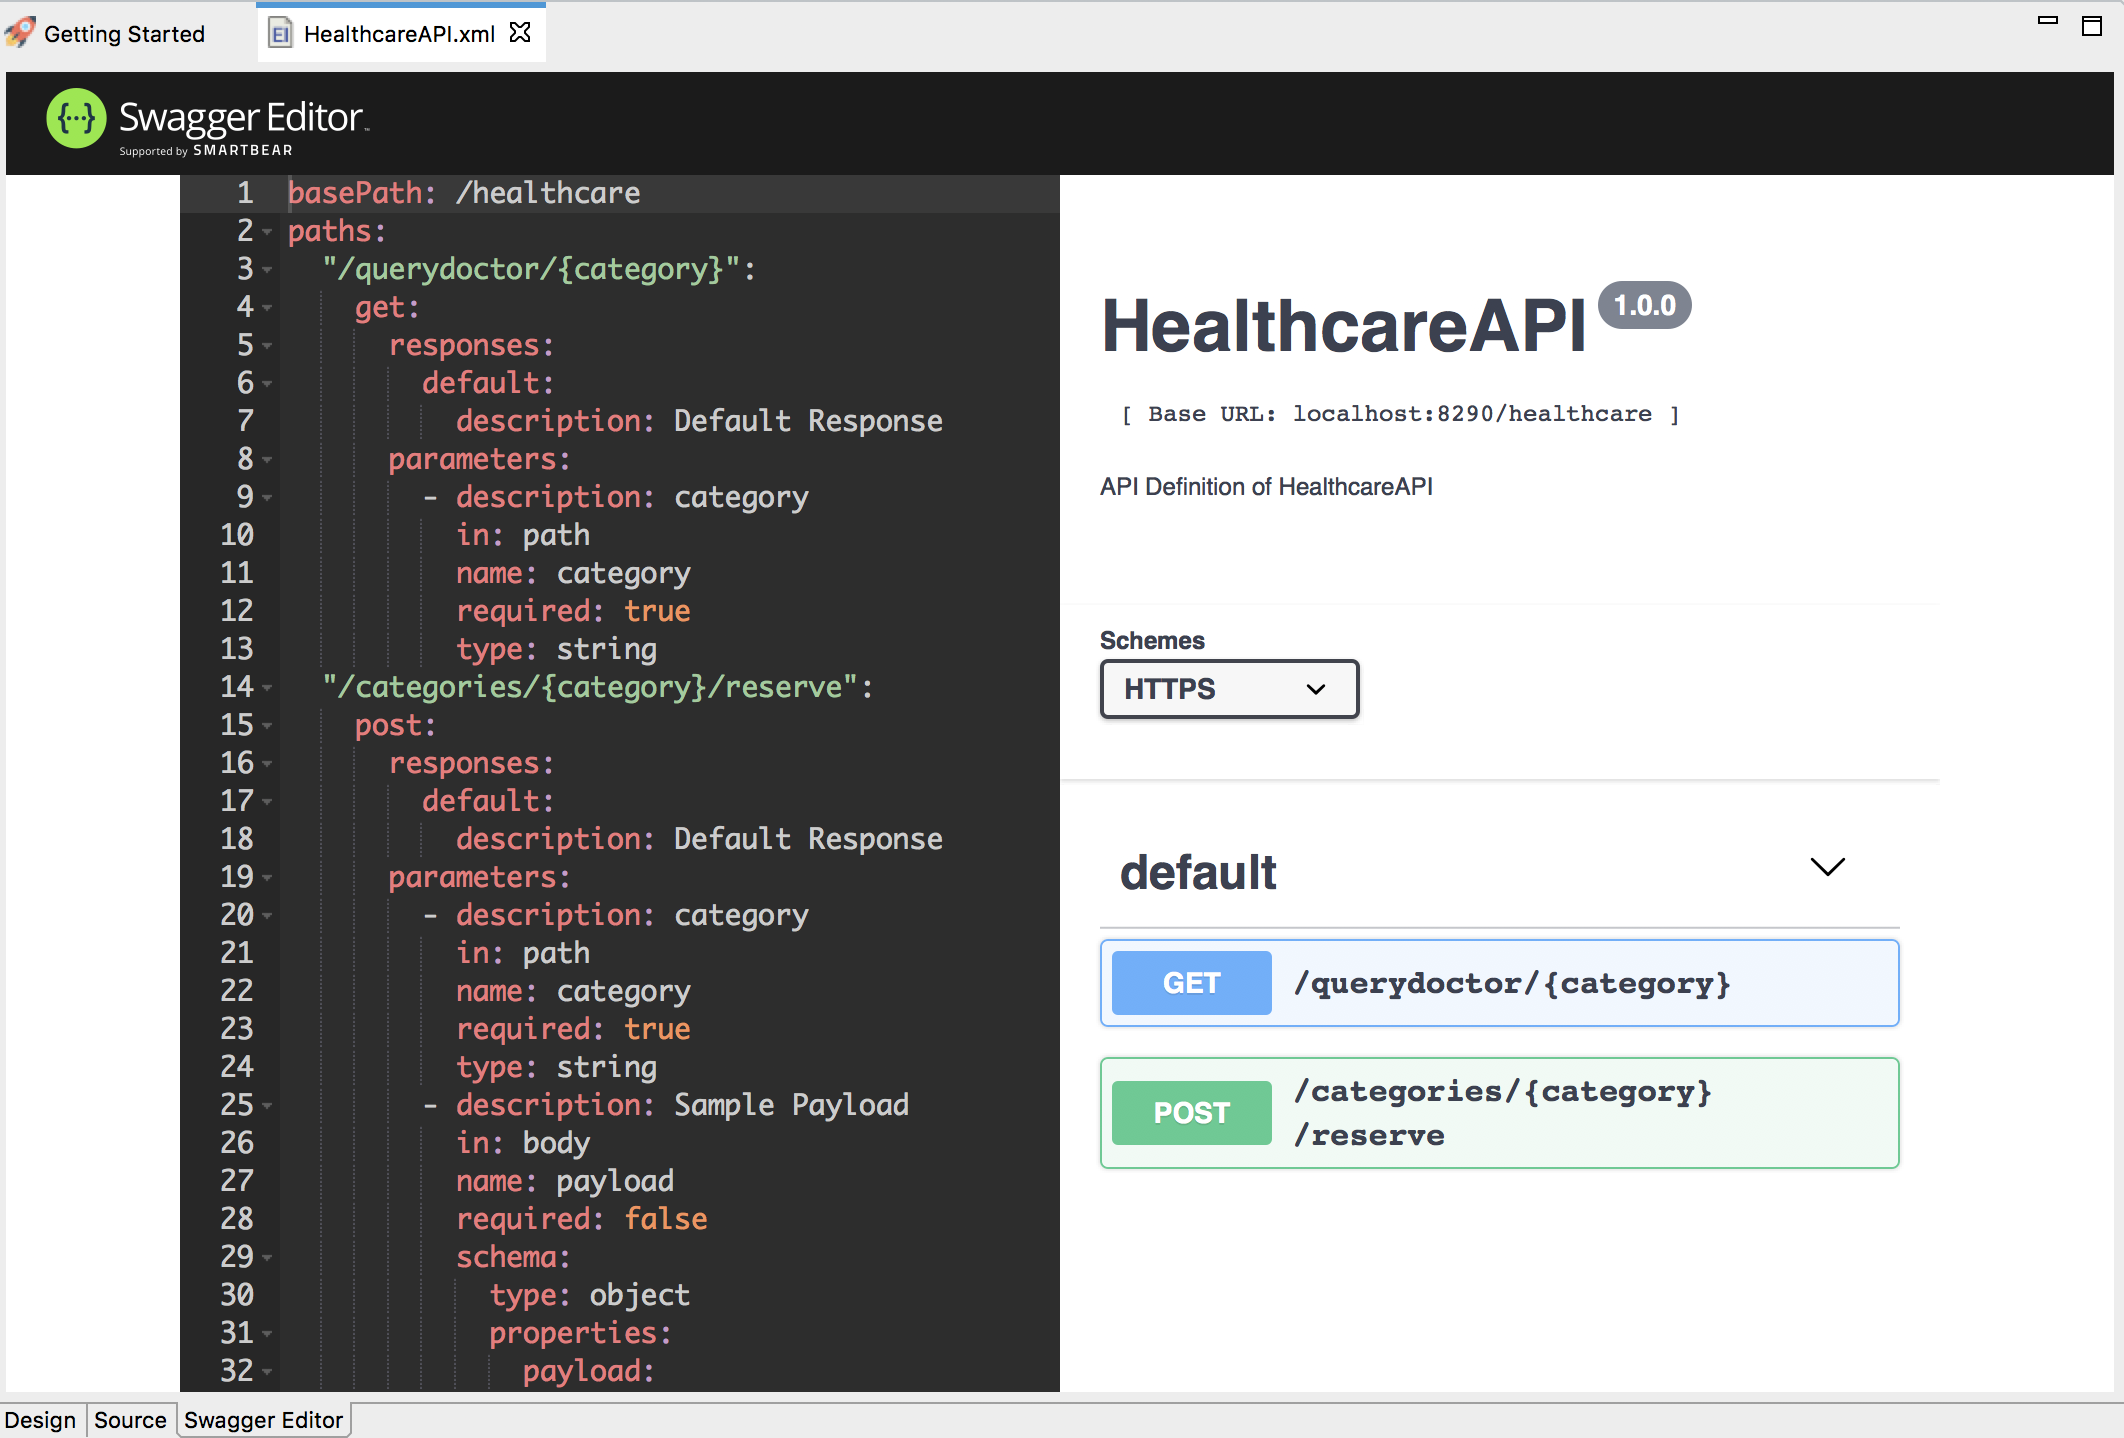 Getting Started
EI HealthcareAPI.xml
{···} Swagger Editor™
Supported by SMARTBEAR
1 basePath: /healthcare
2 paths:
3 "/querydoctor/{category}":
4 get:
5 responses:
6 default:
7 description: Default Response
8 parameters:
9 - description: category
10 in: path
11 name: category
12 required: true
13 type: string
14 "/categories/{category}/reserve":
15 post:
16 responses:
17 default:
18 description: Default Response
19 parameters:
20 - description: category
21 in: path
22 name: category
23 required: true
24 type: string
25 - description: Sample Payload
26 in: body
27 name: payload
28 required: false
29 schema:
30 type: object
31 properties:
32 payload:
HealthcareAPI 1.0.0
[ Base URL: localhost:8290/healthcare ]
API Definition of HealthcareAPI
Schemes
HTTPS
default
GET /querydoctor/{category}
POST /categories/{category}
/reserve
Design Source Swagger Editor